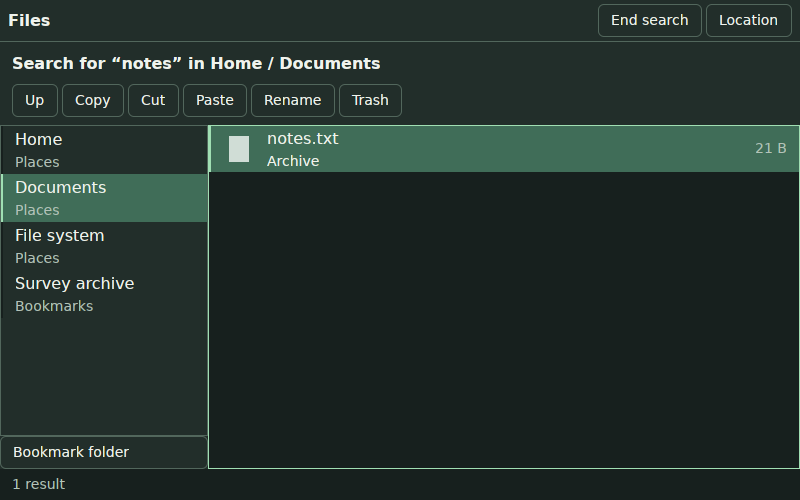 Files
End search
Location
Search for “notes” in Home / Documents
Up
Copy
Cut
Paste
Rename
Trash
Home
Places
Documents
Places
File system
Places
Survey archive
Bookmarks
Bookmark folder
notes.txt
Archive
21 B
1 result